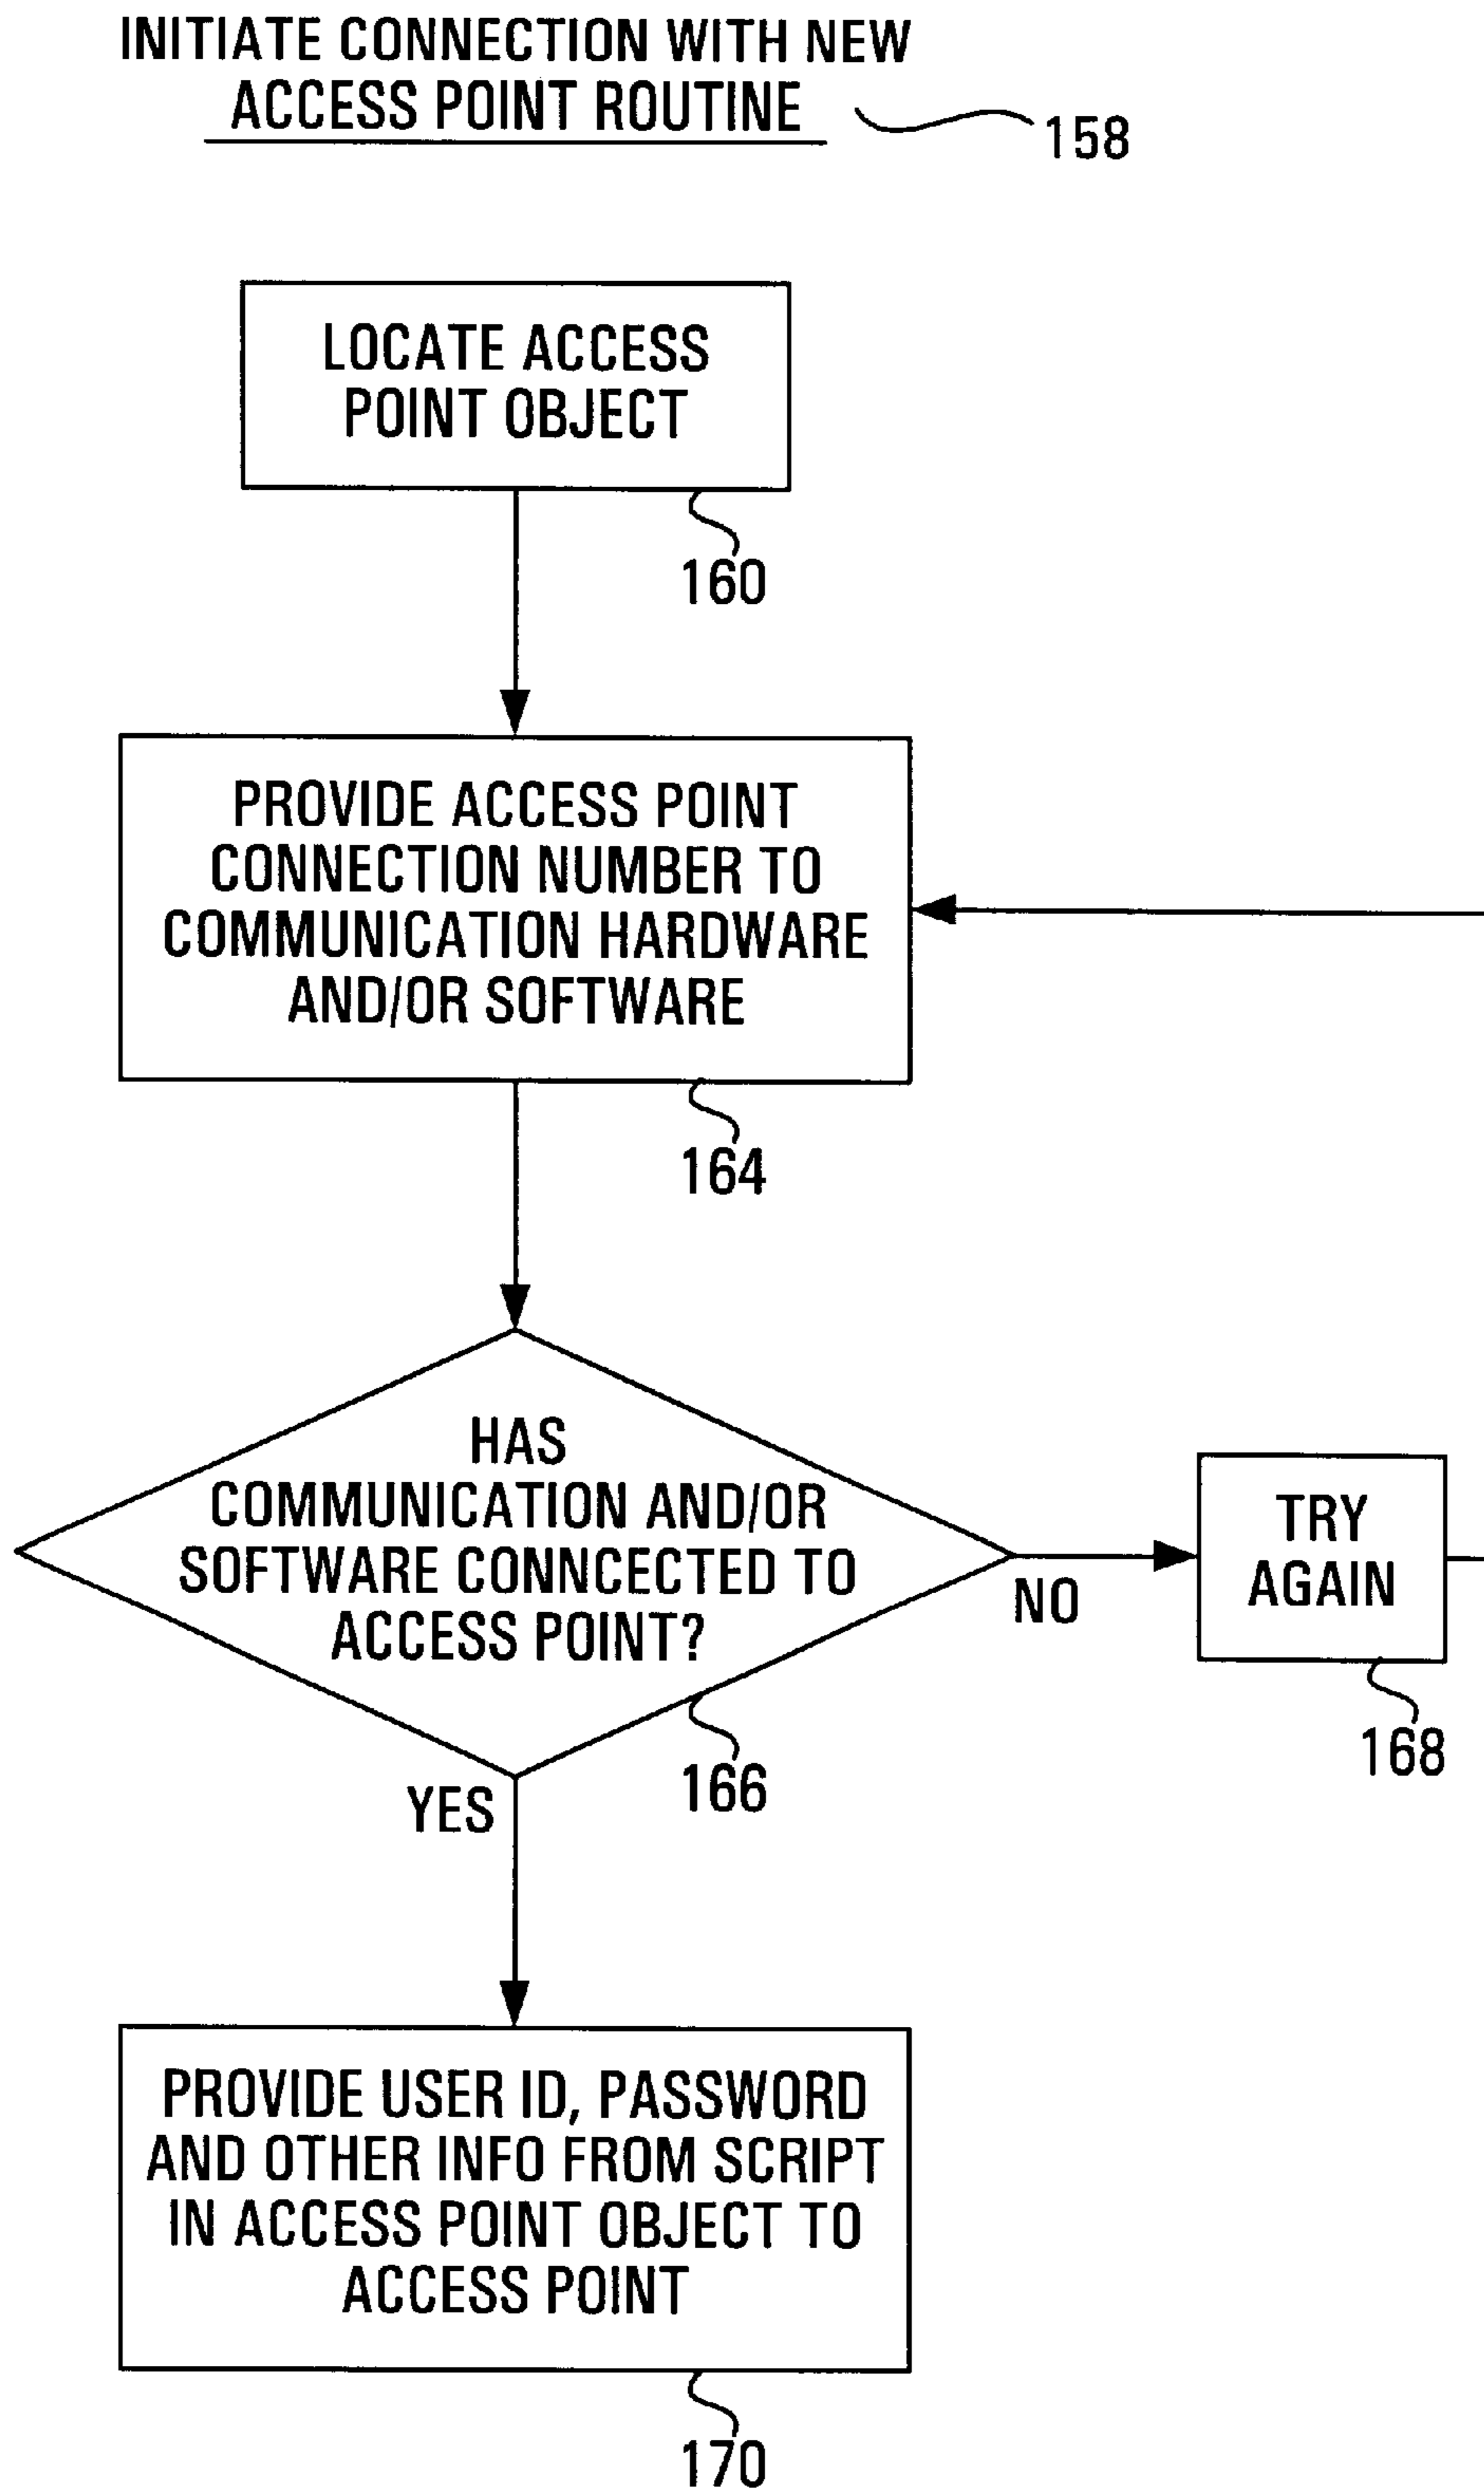 INITIATE CONNECTION WITH NEW
ACCESS POINT ROUTINE
158
LOCATE ACCESS
POINT OBJECT
160
PROVIDE ACCESS POINT
CONNECTION NUMBER TO
COMMUNICATION HARDWARE
AND/OR SOFTWARE
164
HAS
COMMUNICATION AND/OR
SOFTWARE CONNCECTED TO
ACCESS POINT?
166
NO
TRY
AGAIN
168
YES
PROVIDE USER ID, PASSWORD
AND OTHER INFO FROM SCRIPT
IN ACCESS POINT OBJECT TO
ACCESS POINT
170